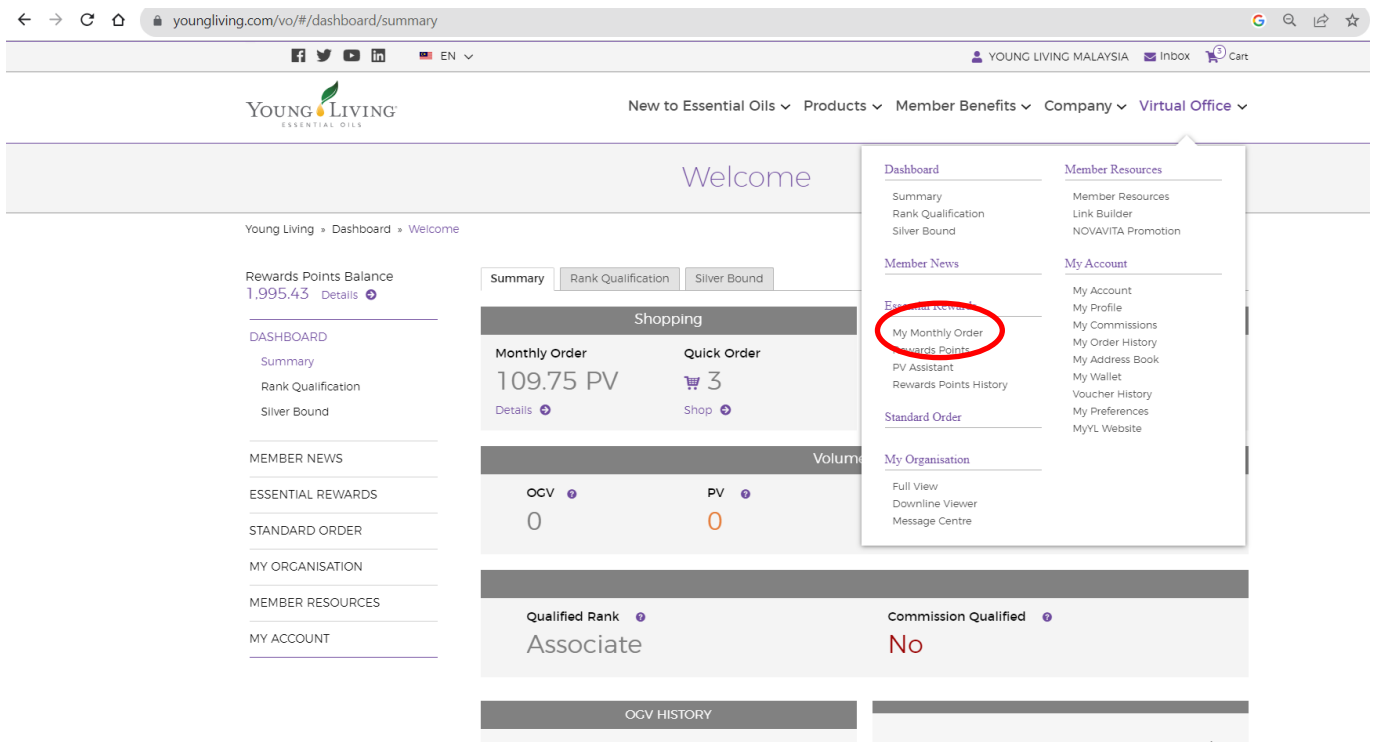 youngliving.com/vo/#/dashboard/summary
EN
YOUNG LIVING MALAYSIA Inbox 3 Cart
YOUNG LIVING
ESSENTIAL OILS
New to Essential Oils Products Member Benefits Company Virtual Office
Welcome
Young Living » Dashboard » Welcome
Rewards Points Balance
1,995.43 Details
DASHBOARD
Summary
Rank Qualification
Silver Bound
MEMBER NEWS
ESSENTIAL REWARDS
STANDARD ORDER
MY ORGANISATION
MEMBER RESOURCES
MY ACCOUNT
Summary Rank Qualification Silver Bound
Shopping
Monthly Order Quick Order
109.75 PV 3
Details Shop
Volume
OGV ? PV ?
0 0
Qualified Rank ? Commission Qualified ?
Associate No
OGV HISTORY
Dashboard
Summary
Rank Qualification
Silver Bound
Member News
Essential Rewards
My Monthly Order
Rewards Points
PV Assistant
Rewards Points History
Standard Order
My Organisation
Full View
Downline Viewer
Message Centre
Member Resources
Member Resources
Link Builder
NOVAVITA Promotion
My Account
My Account
My Profile
My Commissions
My Order History
My Address Book
My Wallet
Voucher History
My Preferences
MyYL Website